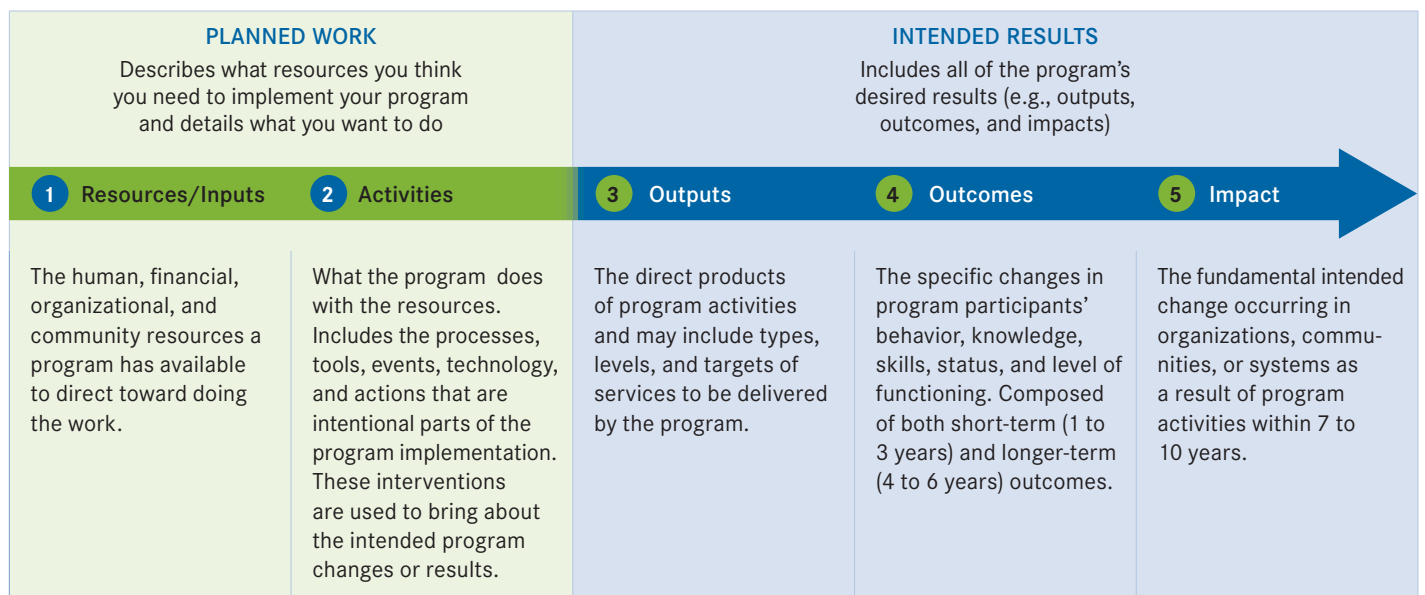 PLANNED WORK
Describes what resources you think
you need to implement your program
and details what you want to do
INTENDED RESULTS
Includes all of the program's
desired results (e.g., outputs,
outcomes, and impacts)
1 Resources/Inputs
2 Activities
3 Outputs
4 Outcomes
5 Impact
The human, financial,
organizational, and
community resources a
program has available
to direct toward doing
the work.
What the program does
with the resources.
Includes the processes,
tools, events, technology,
and actions that are
intentional parts of the
program implementation.
These interventions
are used to bring about
the intended program
changes or results.
The direct products
of program activities
and may include types,
levels, and targets of
services to be delivered
by the program.
The specific changes in
program participants'
behavior, knowledge,
skills, status, and level of
functioning. Composed
of both short-term (1 to
3 years) and longer-term
(4 to 6 years) outcomes.
The fundamental intended
change occurring in
organizations, commu-
nities, or systems as
a result of program
activities within 7 to
10 years.